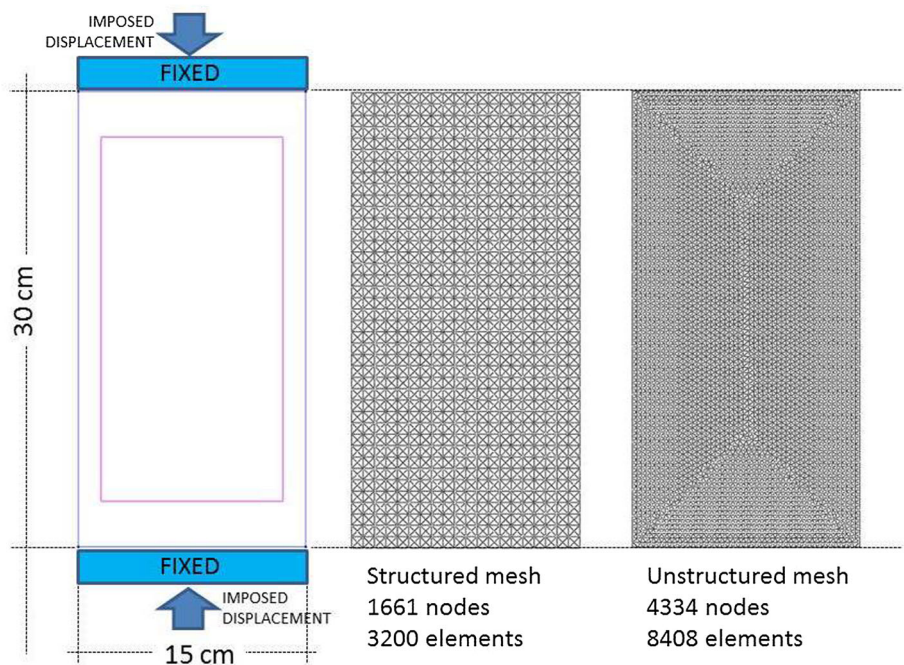 IMPOSED
DISPLACEMENT
FIXED
30 cm
FIXED
IMPOSED
DISPLACEMENT
15 cm
Structured mesh
1661 nodes
3200 elements
Unstructured mesh
4334 nodes
8408 elements